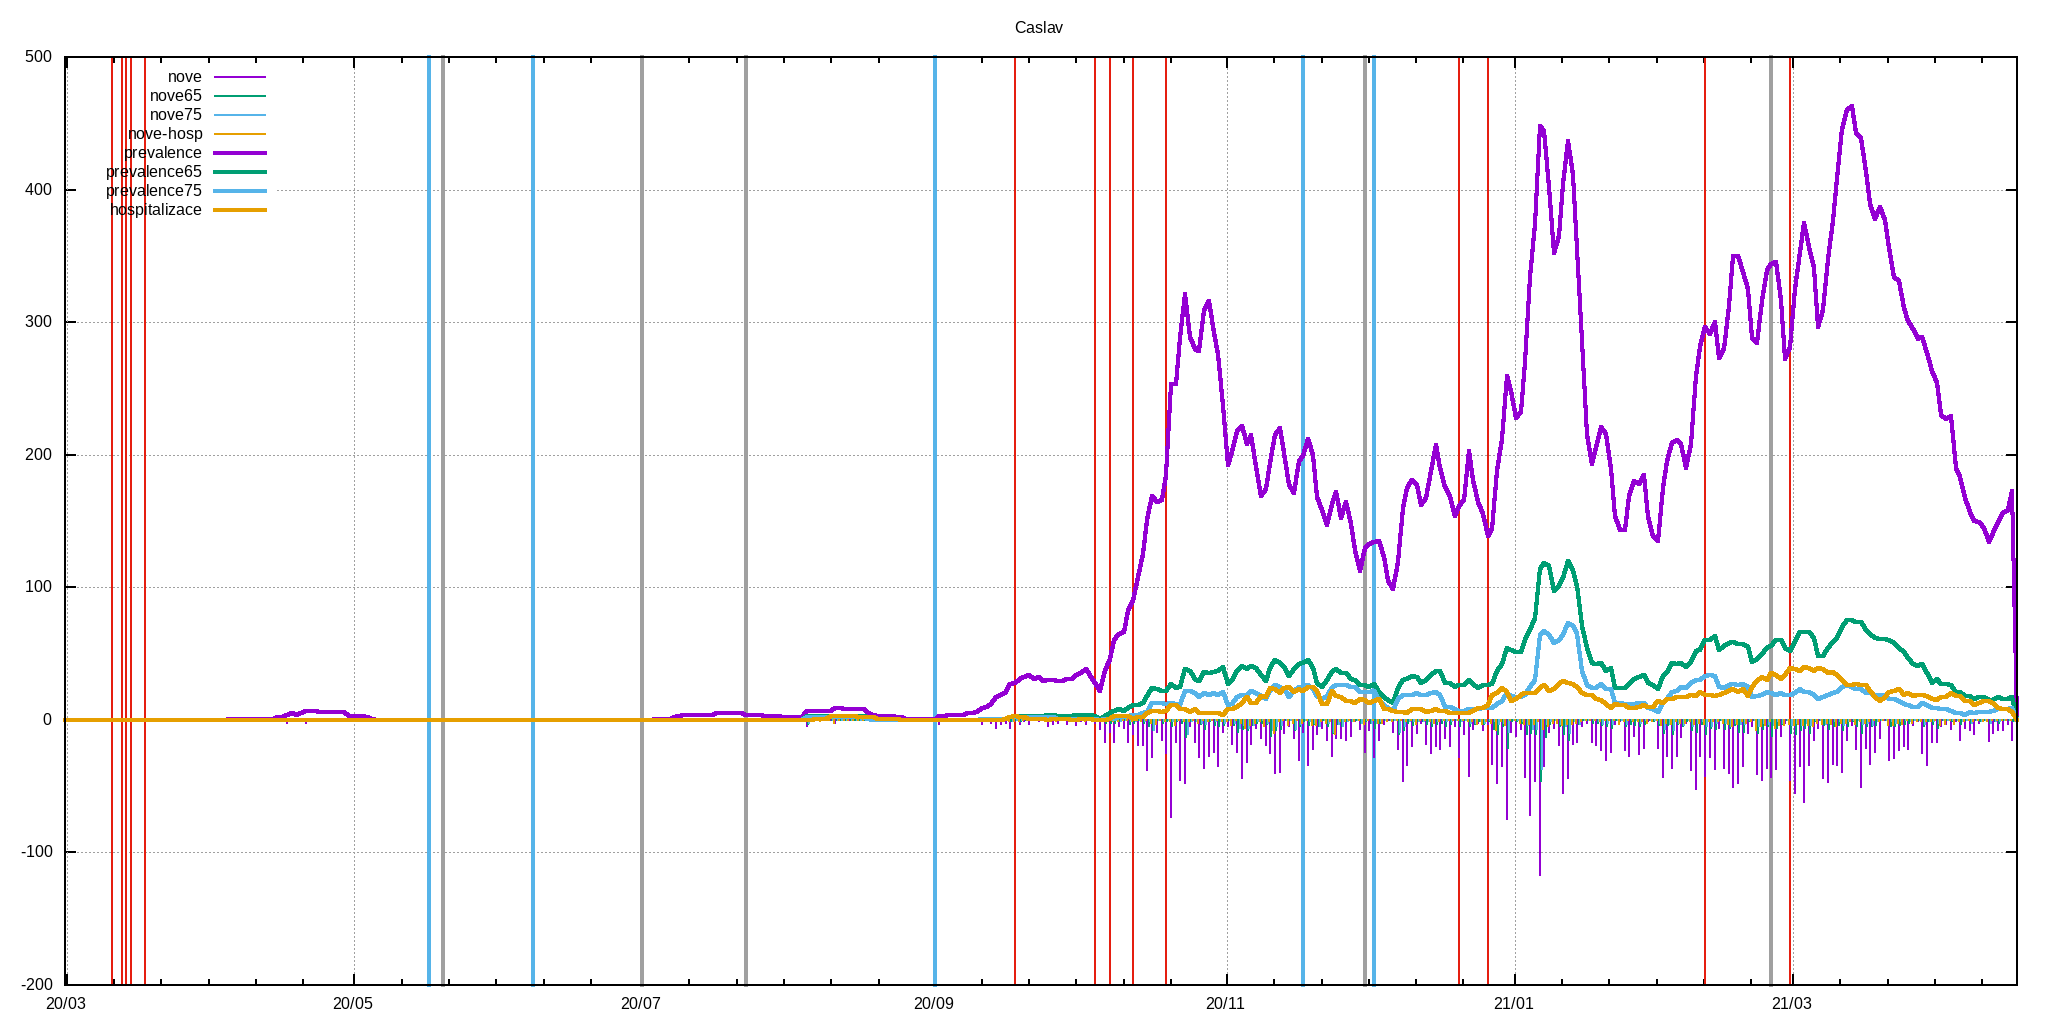 Caslav
500
400
300
200
100
0
-100
-200
nove
nove65
nove75
nove-hosp
prevalence
prevalence65
prevalence75
hospitalizace
20/03
20/05
20/07
20/09
20/11
21/01
21/03